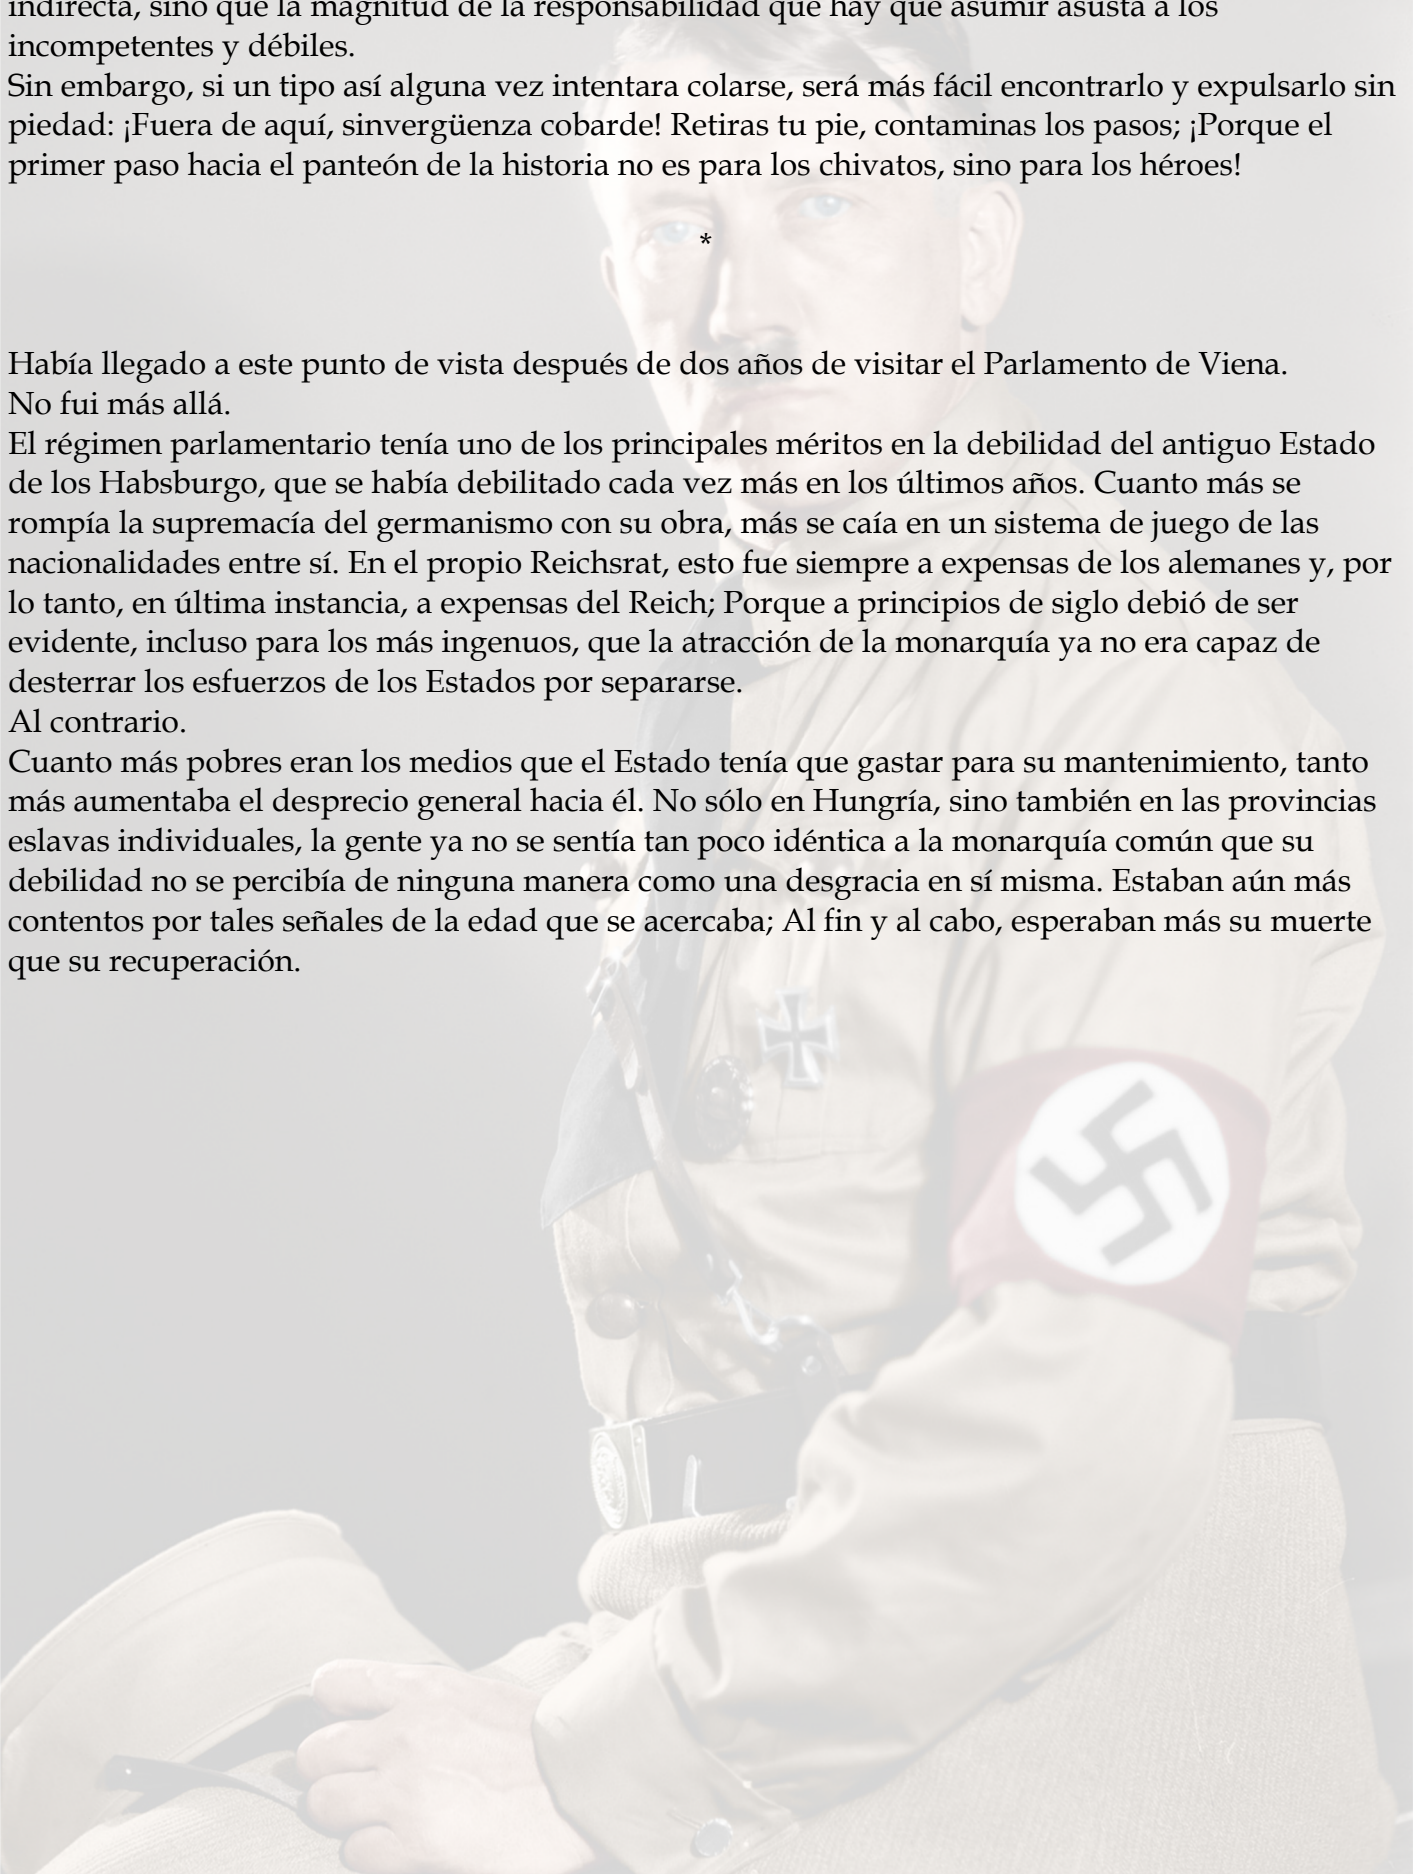 indirecta, sino que la magnitud de la responsabilidad que hay que asumir asusta a los
incompetentes y débiles.
Sin embargo, si un tipo así alguna vez intentara colarse, será más fácil encontrarlo y expulsarlo sin
piedad: ¡Fuera de aquí, sinvergüenza cobarde! Retiras tu pie, contaminas los pasos; ¡Porque el
primer paso hacia el panteón de la historia no es para los chivatos, sino para los héroes!
*
Había llegado a este punto de vista después de dos años de visitar el Parlamento de Viena.
No fui más allá.
El régimen parlamentario tenía uno de los principales méritos en la debilidad del antiguo Estado
de los Habsburgo, que se había debilitado cada vez más en los últimos años. Cuanto más se
rompía la supremacía del germanismo con su obra, más se caía en un sistema de juego de las
nacionalidades entre sí. En el propio Reichsrat, esto fue siempre a expensas de los alemanes y, por
lo tanto, en última instancia, a expensas del Reich; Porque a principios de siglo debió de ser
evidente, incluso para los más ingenuos, que la atracción de la monarquía ya no era capaz de
desterrar los esfuerzos de los Estados por separarse.
Al contrario.
Cuanto más pobres eran los medios que el Estado tenía que gastar para su mantenimiento, tanto
más aumentaba el desprecio general hacia él. No sólo en Hungría, sino también en las provincias
eslavas individuales, la gente ya no se sentía tan poco idéntica a la monarquía común que su
debilidad no se percibía de ninguna manera como una desgracia en sí misma. Estaban aún más
contentos por tales señales de la edad que se acercaba; Al fin y al cabo, esperaban más su muerte
que su recuperación.